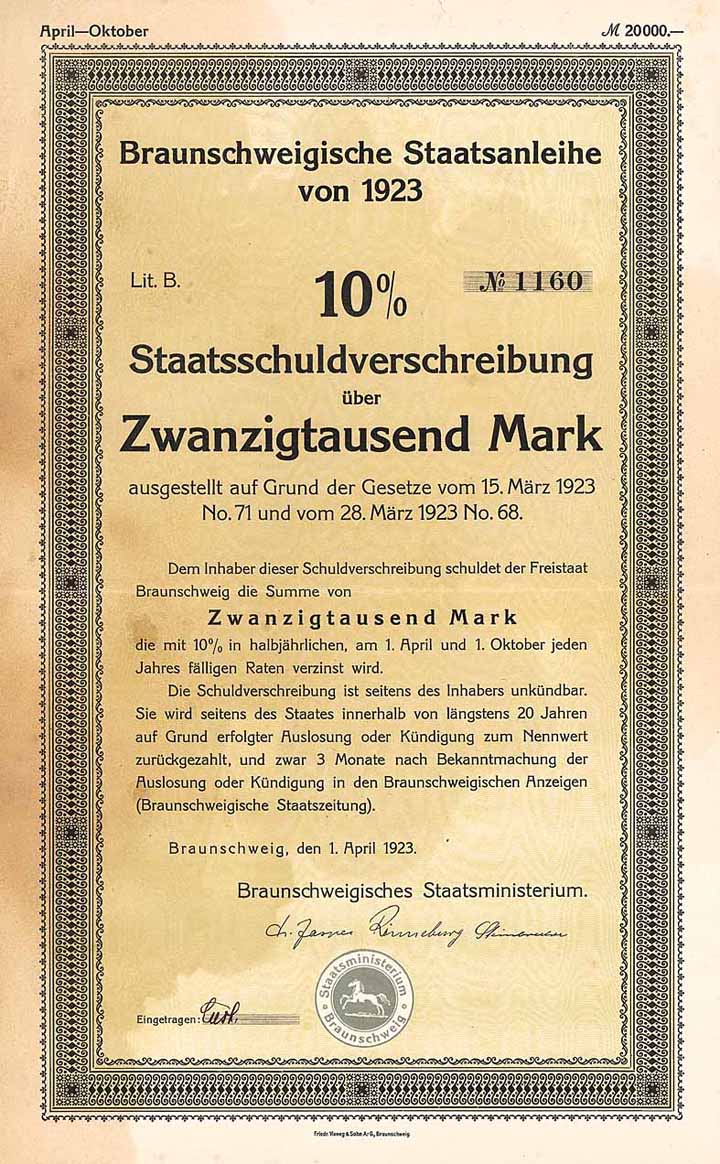 April—Oktober ℳ 20000.—
Braunschweigische Staatsanleihe
von 1923
Lit. B. 10% № 1160
Staatsschuldverschreibung
über
Zwanzigtausend Mark
ausgestellt auf Grund der Gesetze vom 15. März 1923
No. 71 und vom 28. März 1923 No. 68.
Dem Inhaber dieser Schuldverschreibung schuldet der Freistaat
Braunschweig die Summe von
Zwanzigtausend Mark
die mit 10% in halbjährlichen, am 1. April und 1. Oktober jeden
Jahres fälligen Raten verzinst wird.
Die Schuldverschreibung ist seitens des Inhabers unkündbar.
Sie wird seitens des Staates innerhalb von längstens 20 Jahren
auf Grund erfolgter Auslosung oder Kündigung zum Nennwert
zurückgezahlt, und zwar 3 Monate nach Bekanntmachung der
Auslosung oder Kündigung in den Braunschweigischen Anzeigen
(Braunschweigische Staatszeitung).
Braunschweig, den 1. April 1923.
Braunschweigisches Staatsministerium.
Staatsministerium
Braunschweig
Eingetragen:
Friedr. Vieweg & Sohn A.-G., Braunschweig